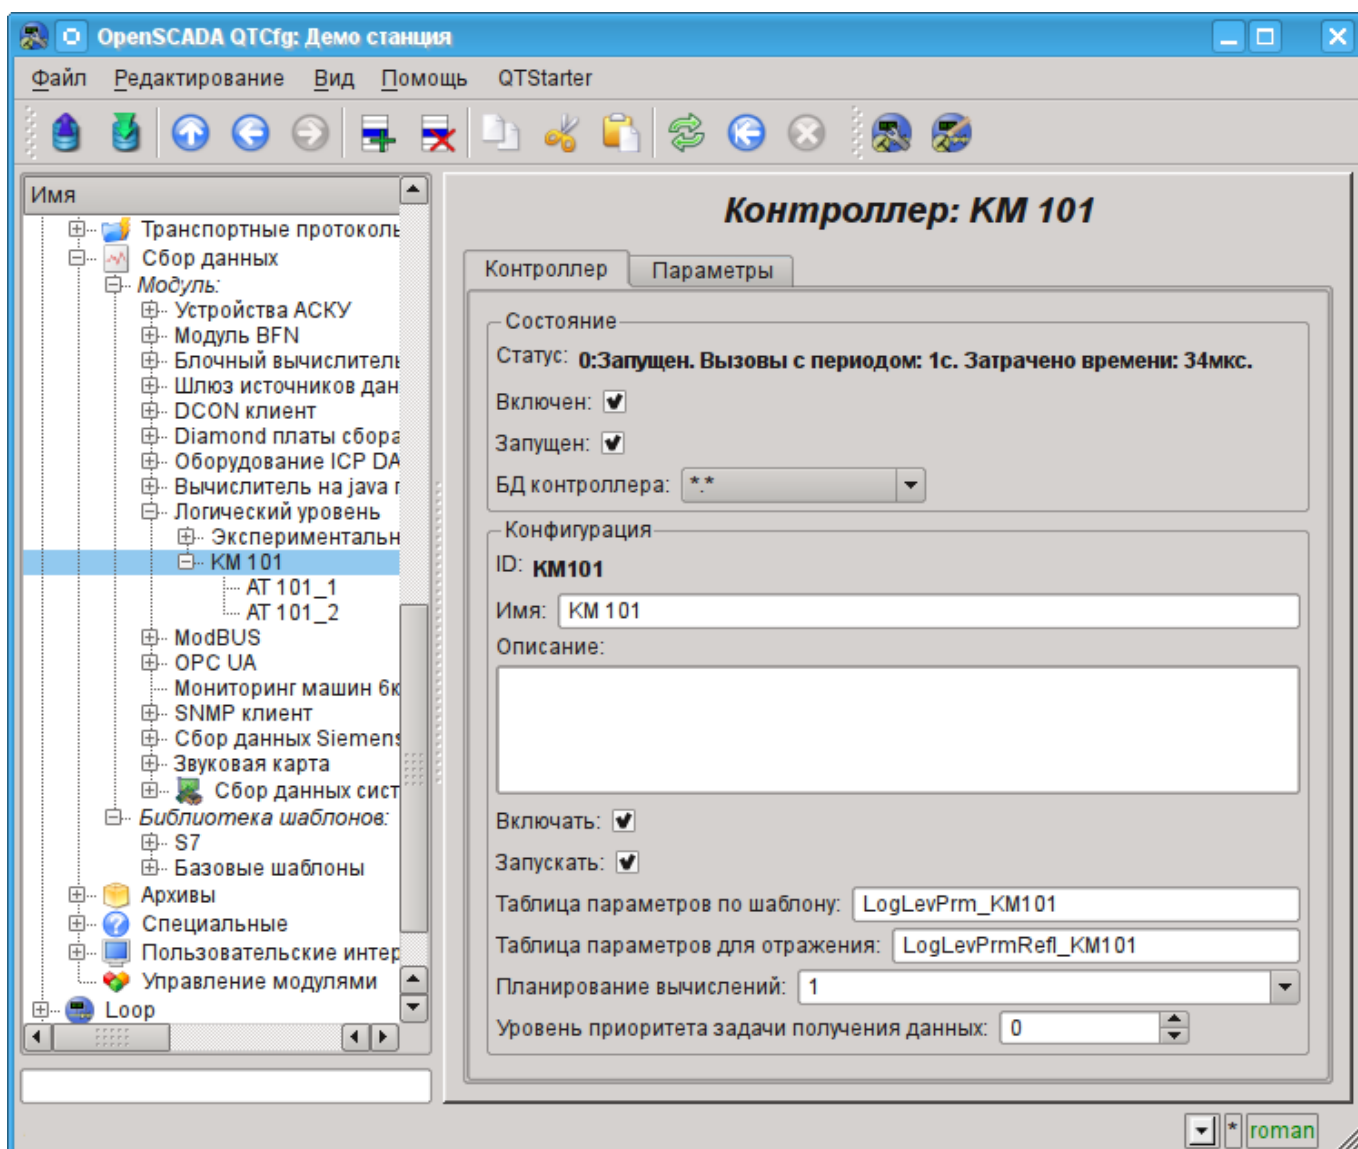 OpenSCADA QTCfg: Демо станция
Файл Редактирование Вид Помощь QTStarter
Имя
Транспортные протоколь
Сбор данных
Модуль:
Устройства АСКУ
Модуль BFN
Блочный вычислитель
Шлюз источников дан
DCON клиент
Diamond платы сбора
Оборудование ICP DA
Вычислитель на java п
Логический уровень
Экспериментальн
КМ 101
AT 101_1
AT 101_2
ModBUS
OPC UA
Мониторинг машин 6к
SNMP клиент
Сбор данных Siemens
Звуковая карта
Сбор данных сист
Библиотека шаблонов:
S7
Базовые шаблоны
Архивы
Специальные
Пользовательские интер
Управление модулями
Loop
Контроллер: КМ 101
Контроллер Параметры
Состояние
Статус: 0:Запущен. Вызовы с периодом: 1с. Затрачено времени: 34мкс.
Включен:
Запущен:
БД контроллера: *.*
Конфигурация
ID: KM101
Имя: КМ 101
Описание:
Включать:
Запускать:
Таблица параметров по шаблону: LogLevPrm_KM101
Таблица параметров для отражения: LogLevPrmRefl_KM101
Планирование вычислений: 1
Уровень приоритета задачи получения данных: 0
* roman